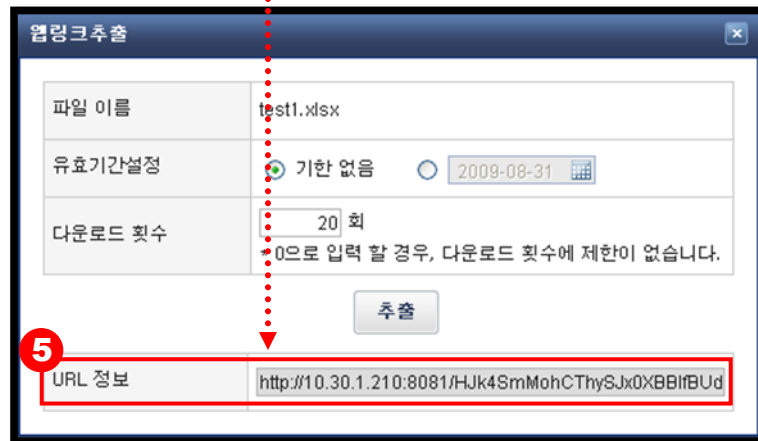 웹링크추출
파일 이름
test1.xlsx
유효기간설정
기한 없음
2009-08-31
다운로드 횟수
20 회
* 0으로 입력 할 경우, 다운로드 횟수에 제한이 없습니다.
추출
5
URL 정보
http://10.30.1.210:8081/HJk4SmMohCThySJx0XBBIfBUd